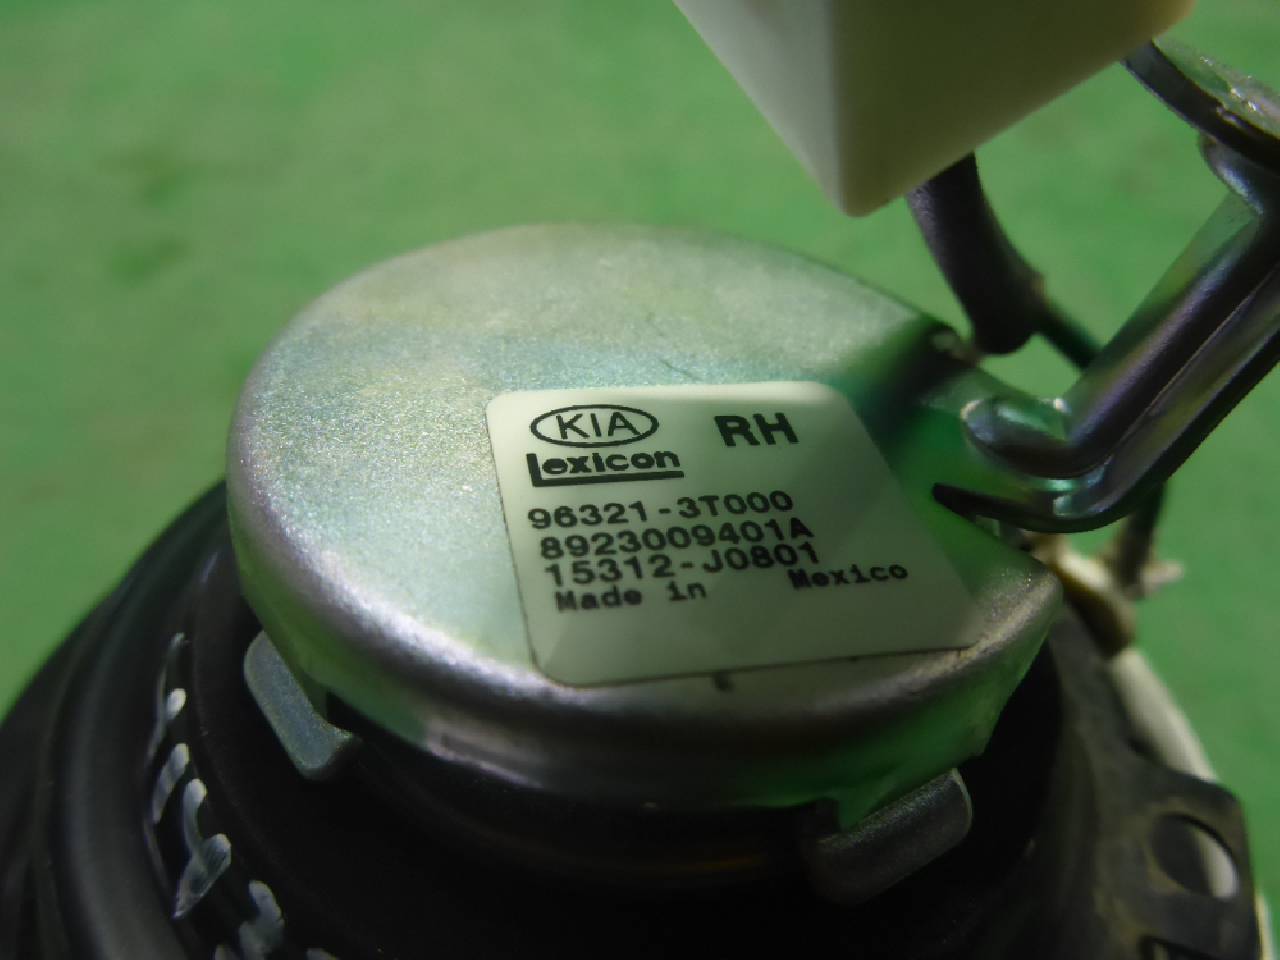 KIA RH
Lexicon
96321-3T000
8923009401A
15312-J0801
Made in Mexico